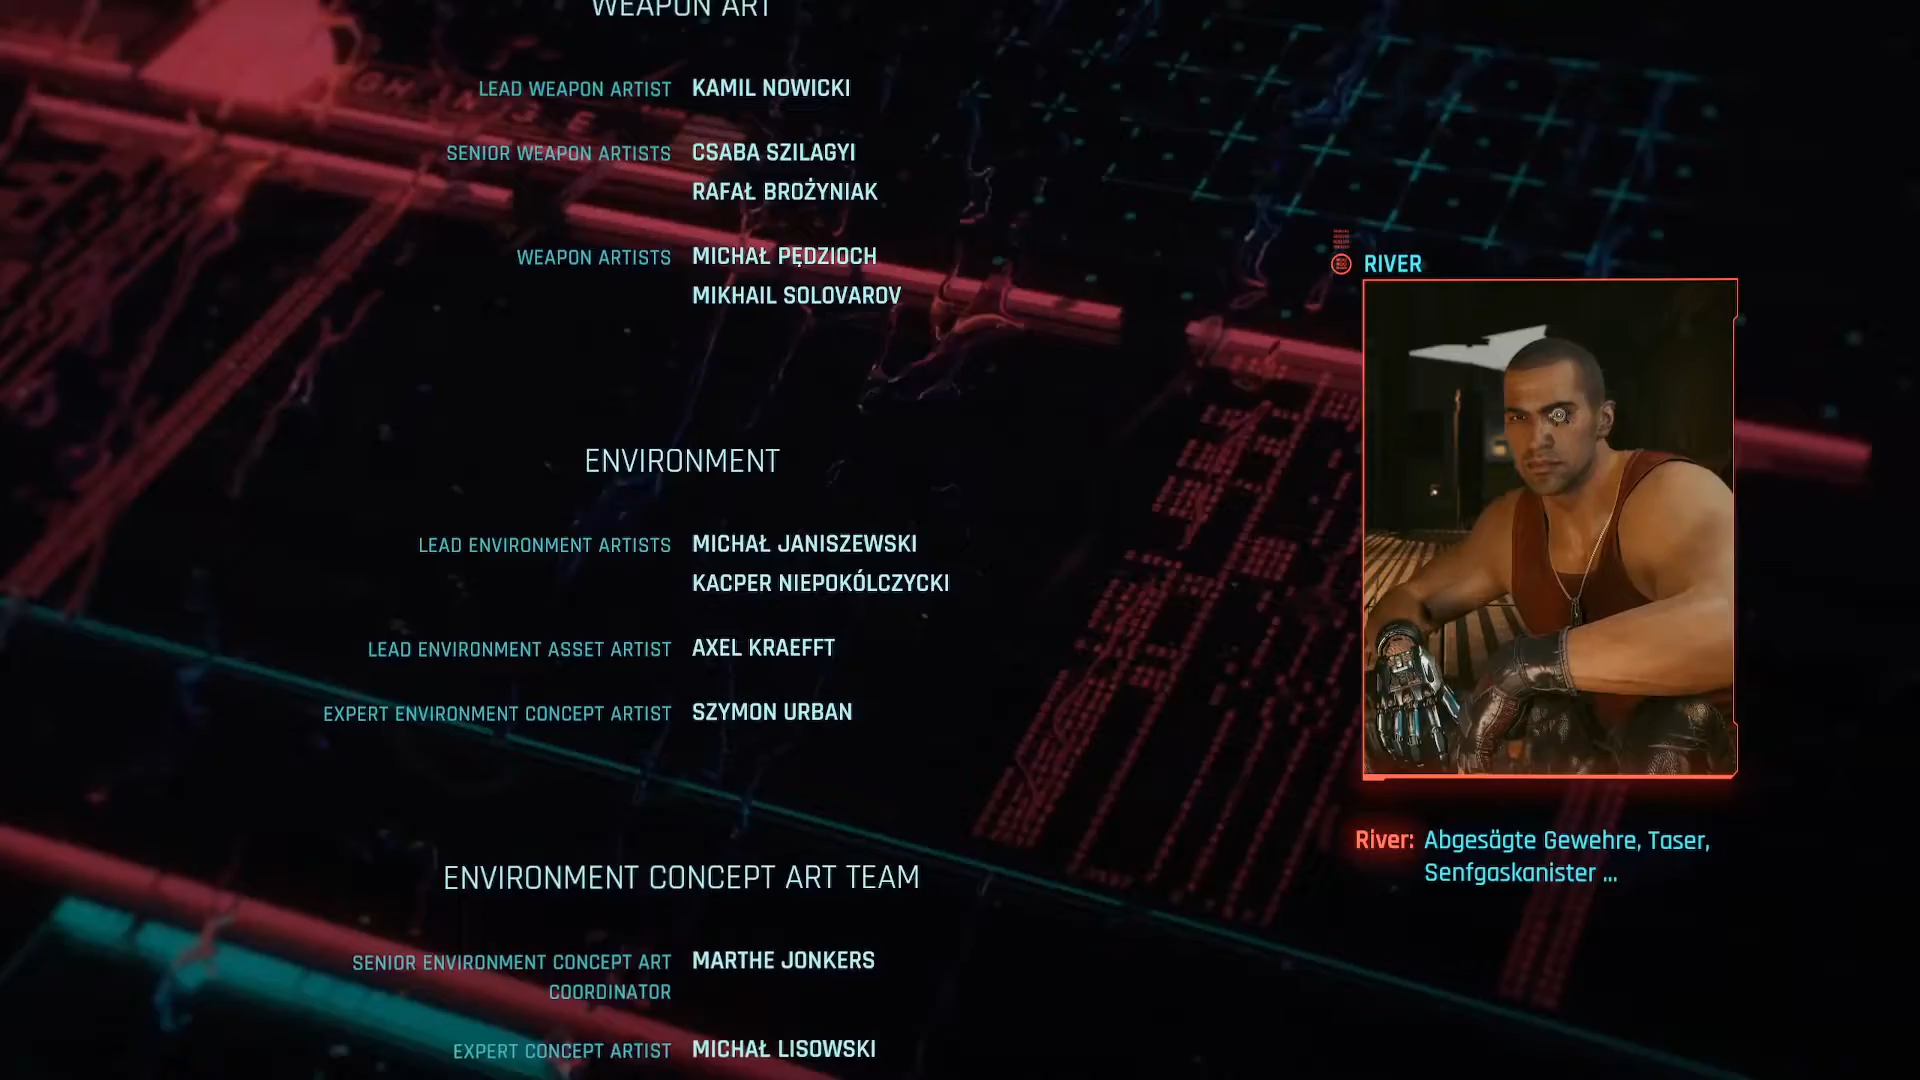 WEAPON ART
LEAD WEAPON ARTIST KAMIL NOWICKI
SENIOR WEAPON ARTISTS CSABA SZILAGYI
RAFAŁ BROŻYNIAK
WEAPON ARTISTS MICHAŁ PĘDZIOCH
MIKHAIL SOLOVAROV
ENVIRONMENT
LEAD ENVIRONMENT ARTISTS MICHAŁ JANISZEWSKI
KACPER NIEPOKÓLCZYCKI
LEAD ENVIRONMENT ASSET ARTIST AXEL KRAEFFT
EXPERT ENVIRONMENT CONCEPT ARTIST SZYMON URBAN
ENVIRONMENT CONCEPT ART TEAM
SENIOR ENVIRONMENT CONCEPT ART MARTHE JONKERS
COORDINATOR
EXPERT CONCEPT ARTIST MICHAŁ LISOWSKI
RIVER
River: Abgesägte Gewehre, Taser,
Senfgaskanister ...